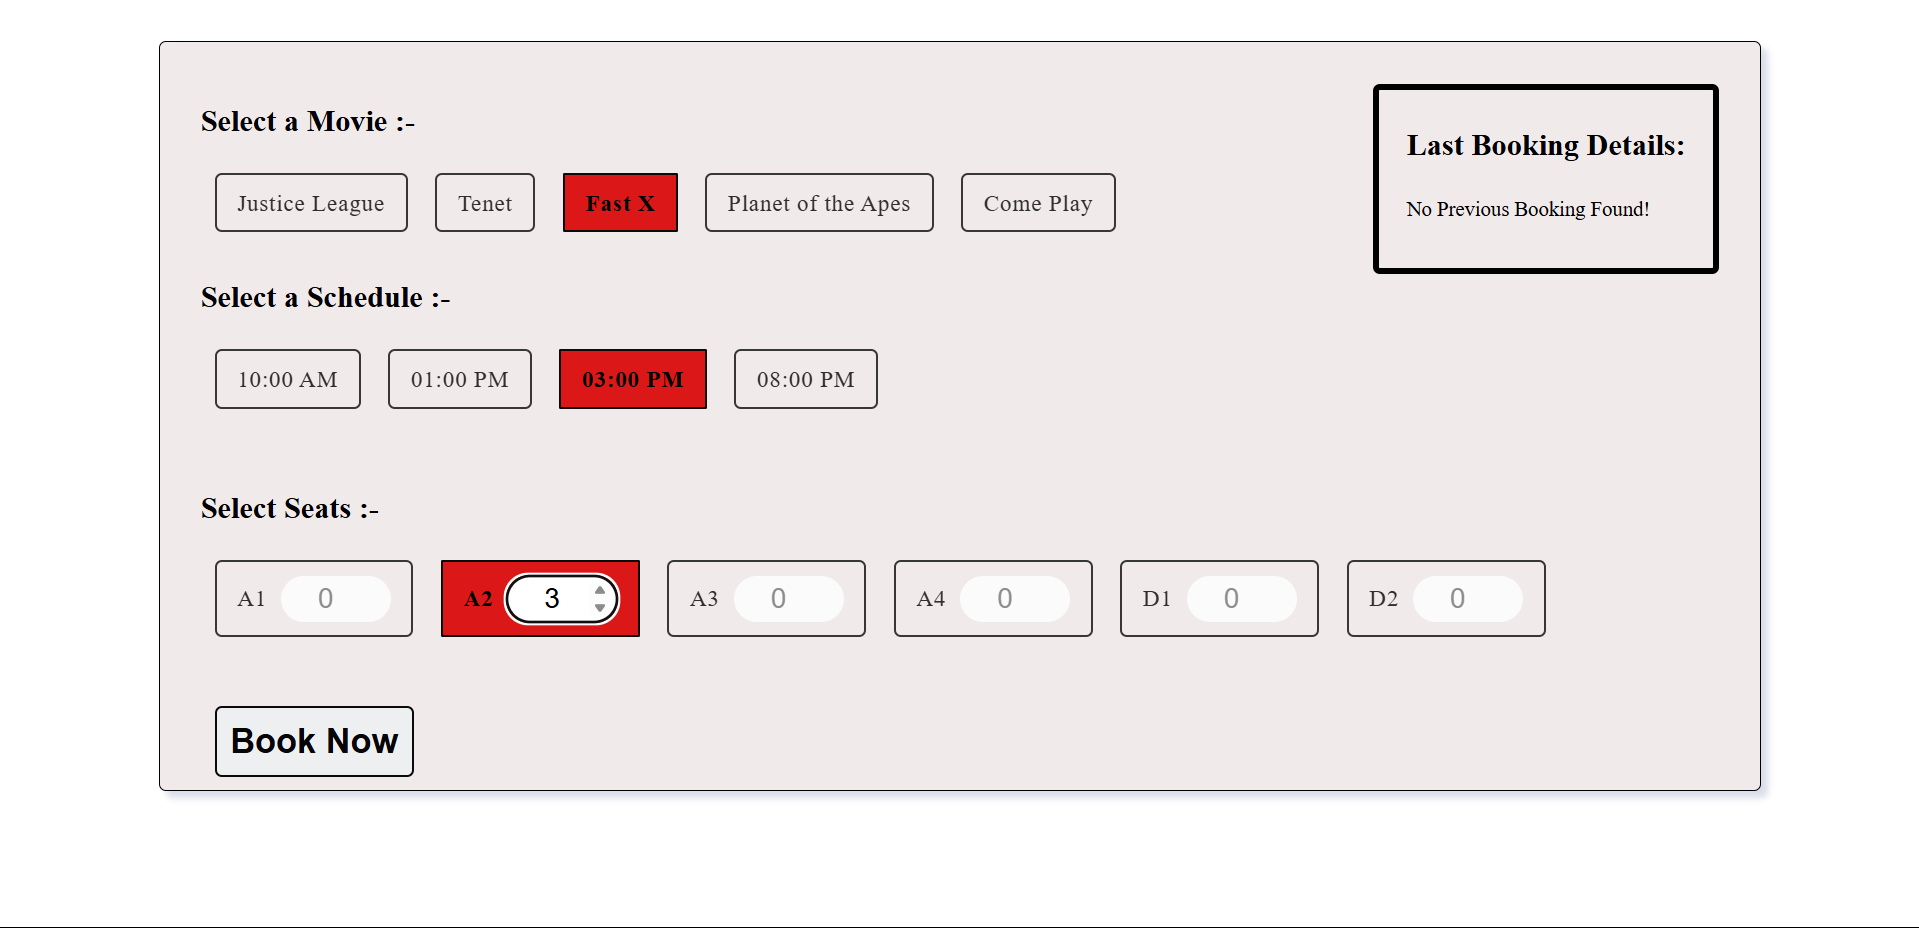 Select a Movie :-
Justice League Tenet Fast X Planet of the Apes Come Play
Last Booking Details:
No Previous Booking Found!
Select a Schedule :-
10:00 AM 01:00 PM 03:00 PM 08:00 PM
Select Seats :-
A1 0 A2 3 A3 0 A4 0 D1 0 D2 0
Book Now